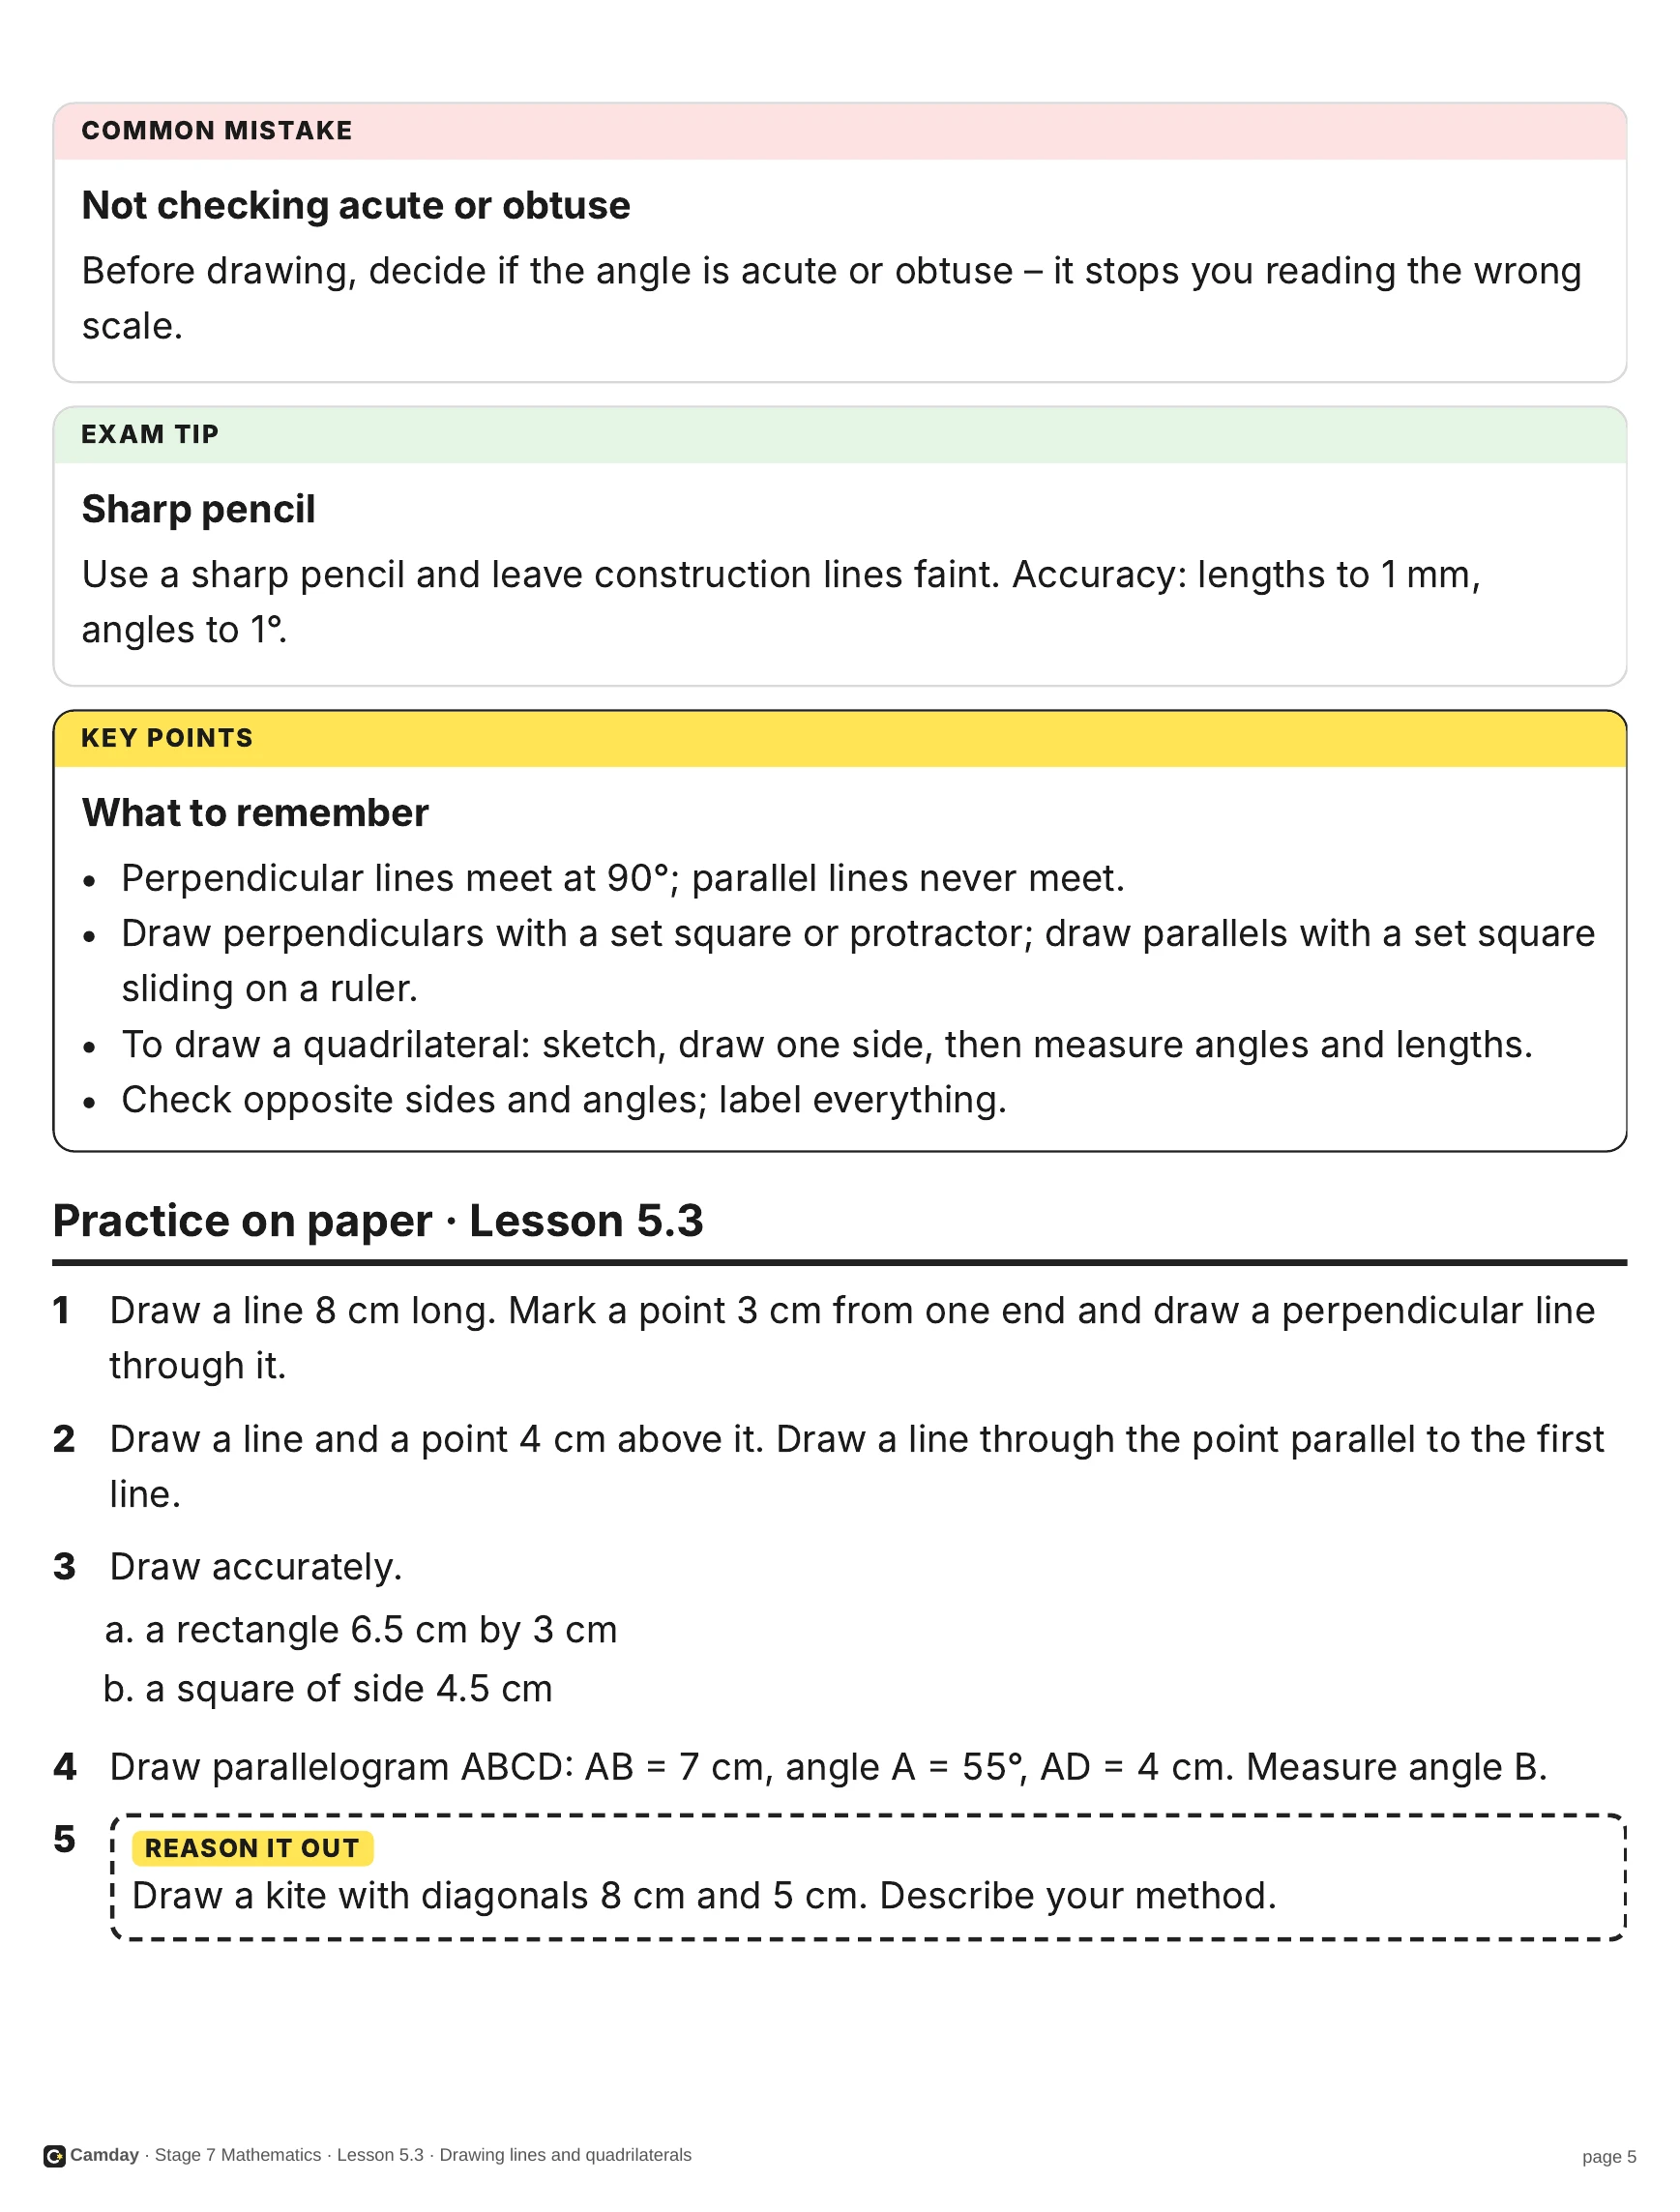 COMMON MISTAKE
Not checking acute or obtuse
Before drawing, decide if the angle is acute or obtuse – it stops you reading the wrong
scale.
EXAM TIP
Sharp pencil
Use a sharp pencil and leave construction lines faint. Accuracy: lengths to 1 mm,
angles to 1°.
KEY POINTS
What to remember
• Perpendicular lines meet at 90°; parallel lines never meet.
• Draw perpendiculars with a set square or protractor; draw parallels with a set square
sliding on a ruler.
• To draw a quadrilateral: sketch, draw one side, then measure angles and lengths.
• Check opposite sides and angles; label everything.
Practice on paper · Lesson 5.3
1 Draw a line 8 cm long. Mark a point 3 cm from one end and draw a perpendicular line
through it.
2 Draw a line and a point 4 cm above it. Draw a line through the point parallel to the first
line.
3 Draw accurately.
a. a rectangle 6.5 cm by 3 cm
b. a square of side 4.5 cm
4 Draw parallelogram ABCD: AB = 7 cm, angle A = 55°, AD = 4 cm. Measure angle B.
5 REASON IT OUT
Draw a kite with diagonals 8 cm and 5 cm. Describe your method.
Camday · Stage 7 Mathematics · Lesson 5.3 · Drawing lines and quadrilaterals page 5